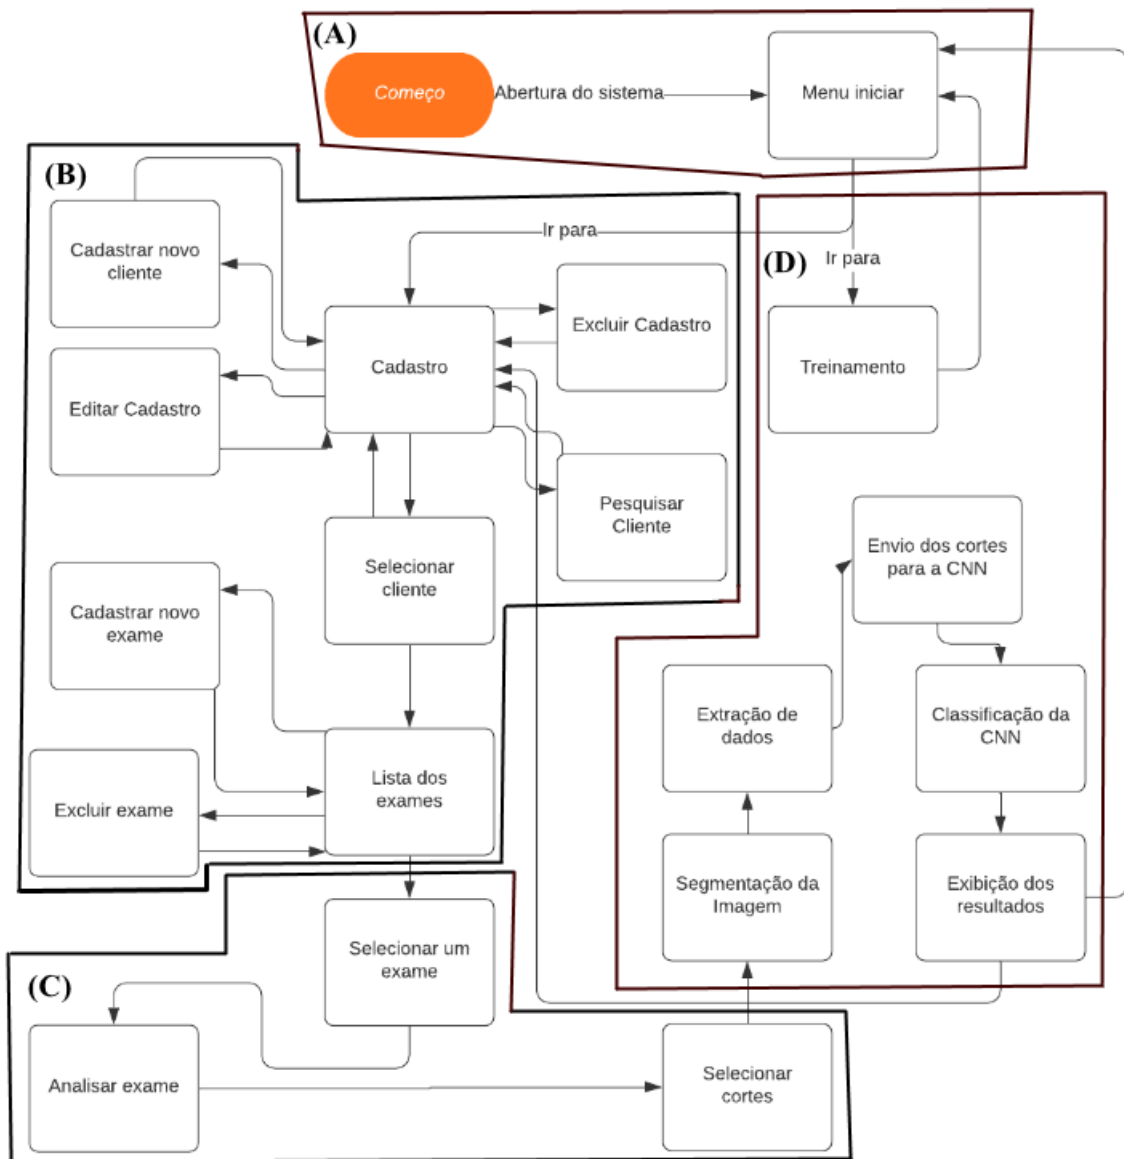 (A)
Começo
Abertura do sistema
Menu iniciar
(B)
Cadastrar novo
cliente
Ir para
(D)
Ir para
Excluir Cadastro
Cadastro
Treinamento
Editar Cadastro
Pesquisar
Cliente
Selecionar
cliente
Envio dos cortes
para a CNN
Cadastrar novo
exame
Extração de
dados
Classificação da
CNN
Lista dos
exames
Excluir exame
Segmentação da
Imagem
Exibição dos
resultados
Selecionar um
exame
(C)
Analisar exame
Selecionar
cortes